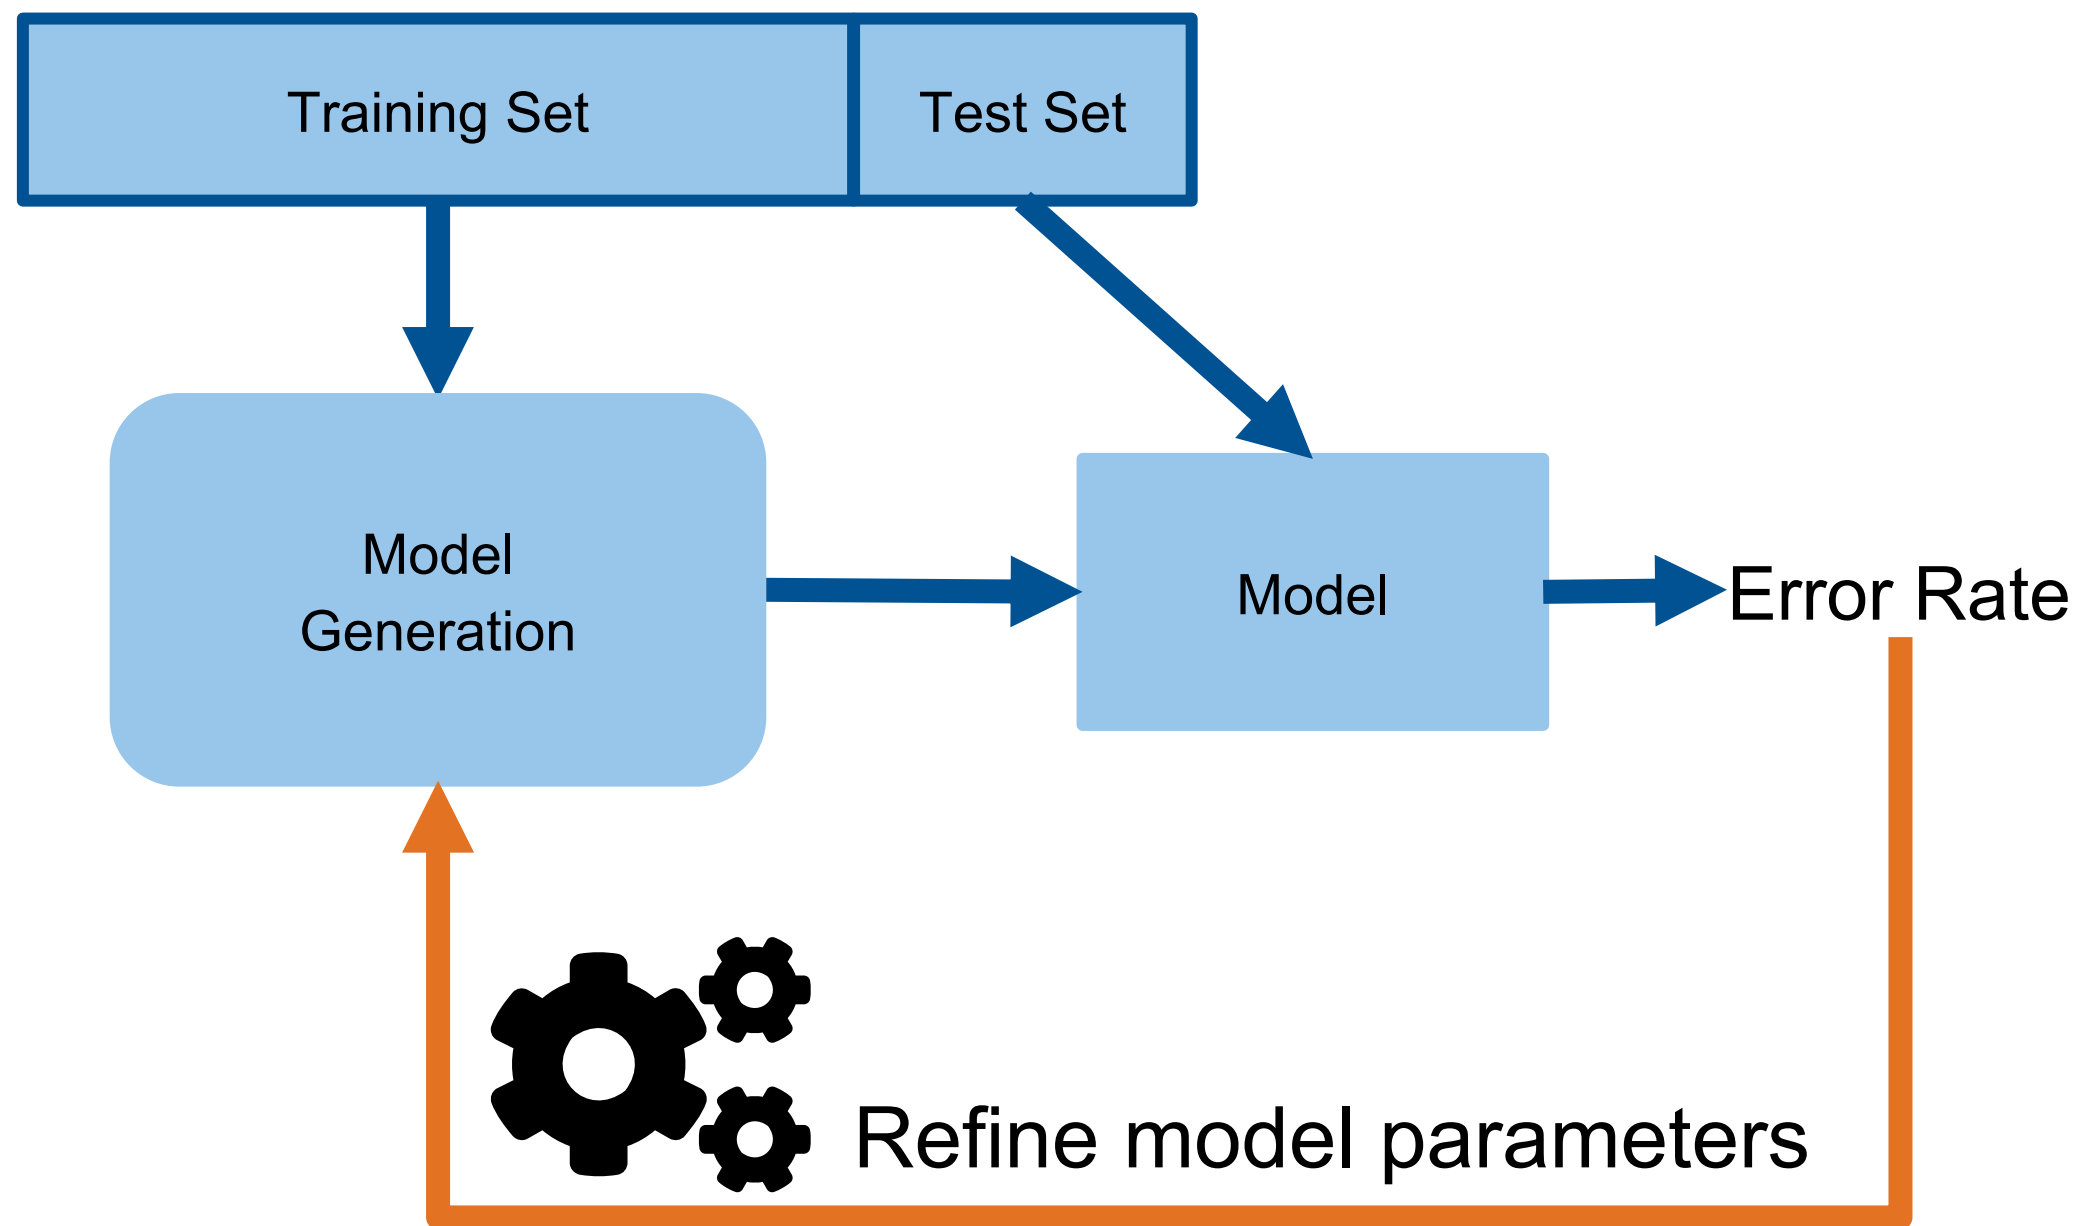 Training Set
Test Set
Model
Generation
Model
Error Rate
Refine model parameters